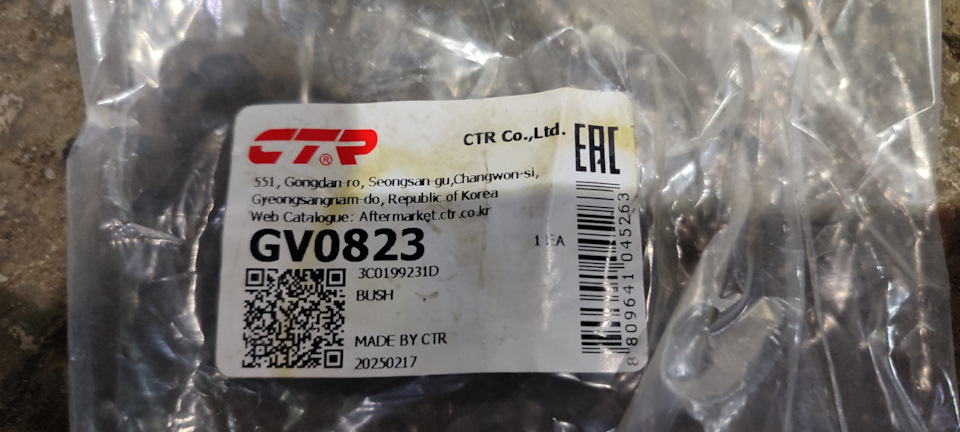 CTR®
CTR Co.,Ltd.
EAC
551, Gongdan-ro, Seongsan-gu,Changwon-si,
Gyeongsangnam-do, Republic of Korea
Web Catalogue: Aftermarket.ctr.co.kr
GV0823
1 EA
3C0199231D
BUSH
MADE BY CTR
20250217
8 809641 045263